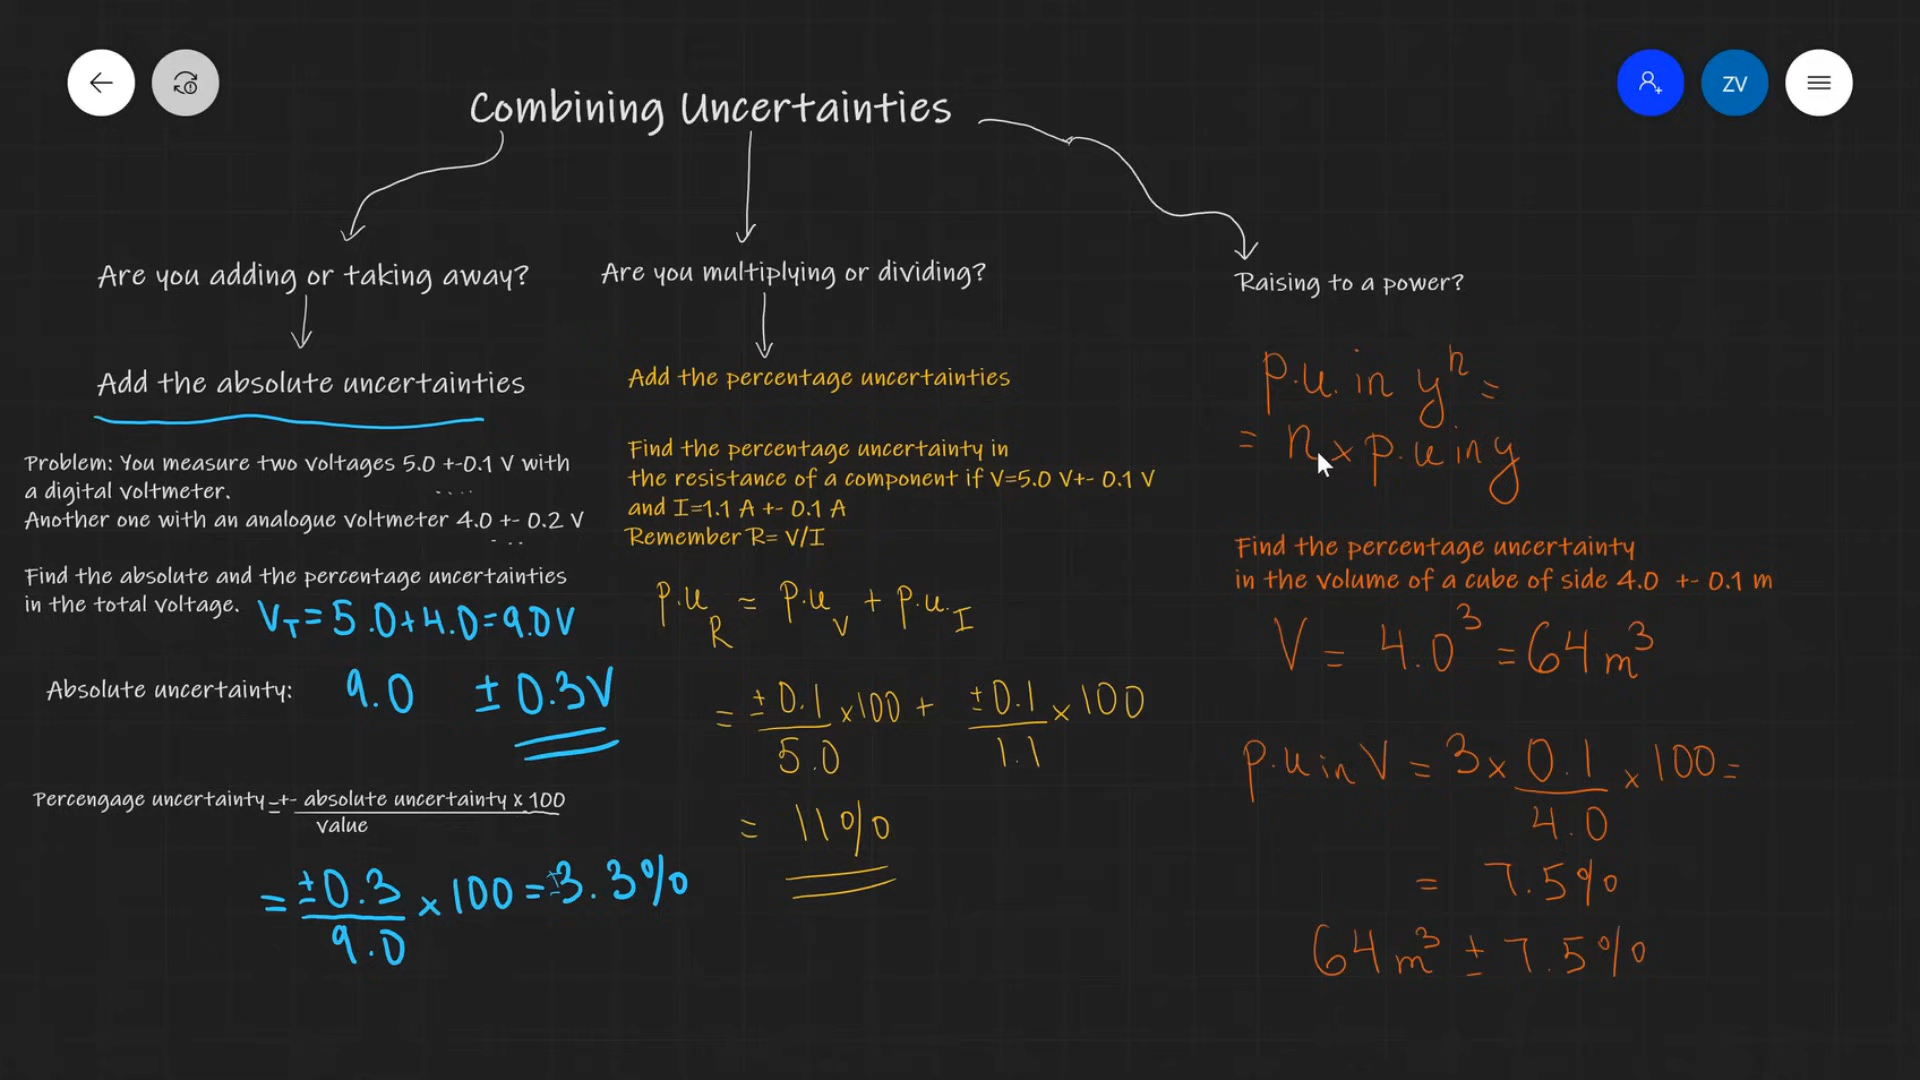 ZV
Combining Uncertainties
Are you adding or taking away?
Add the absolute uncertainties
Problem: You measure two voltages 5.0 +-0.1 V with
a digital voltmeter.
Another one with an analogue voltmeter 4.0 +- 0.2 V
Find the absolute and the percentage uncertainties
in the total voltage.
V_T = 5.0+4.0=9.0V
Absolute uncertainty: 9.0 ± 0.3V
Percengage uncertainty =+- absolute uncertainty x 100
value
= ±0.3 x 100 = ±3.3%
9.0
Are you multiplying or dividing?
Add the percentage uncertainties
Find the percentage uncertainty in
the resistance of a component if V=5.0 V+- 0.1 V
and I=1.1 A +- 0.1 A
Remember R= V/I
p.u_R = p.u_V + p.u._I
= ±0.1 x100 + ±0.1 x 100
5.0 1.1
= 11%
Raising to a power?
p.u. in yⁿ =
= n x p.u in y
Find the percentage uncertainty
in the volume of a cube of side 4.0 +- 0.1 m
V = 4.0³ = 64 m³
p.u in V = 3 x 0.1 x 100 =
4.0
= 7.5%
64 m³ ± 7.5%